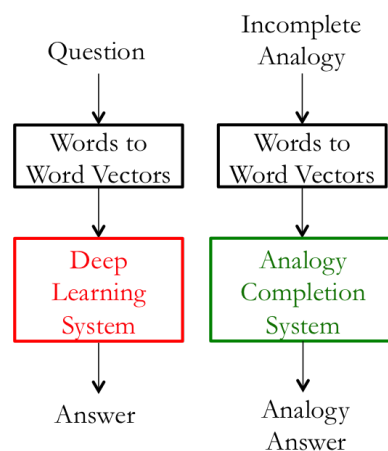 Question
Words to
Word Vectors
Deep
Learning
System
Answer
Incomplete
Analogy
Words to
Word Vectors
Analogy
Completion
System
Analogy
Answer